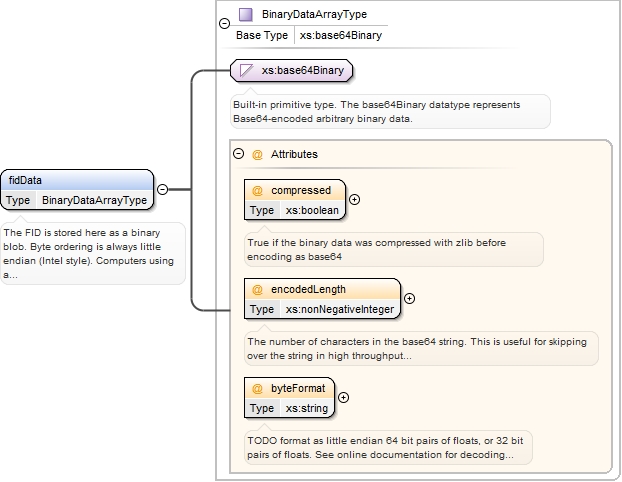 BinaryDataArrayType
Base Type xs:base64Binary
xs:base64Binary
Built-in primitive type. The base64Binary datatype represents
Base64-encoded arbitrary binary data.
@ Attributes
fidData
Type BinaryDataArrayType
The FID is stored here as a binary
blob. Byte ordering is always little
endian (Intel style). Computers using
a...
@ compressed
Type xs:boolean
True if the binary data was compressed with zlib before
encoding as base64
@ encodedLength
Type xs:nonNegativeInteger
The number of characters in the base64 string. This is useful for skipping
over the string in high throughput...
@ byteFormat
Type xs:string
TODO format as little endian 64 bit pairs of floats, or 32 bit
pairs of floats. See online documentation for decoding...